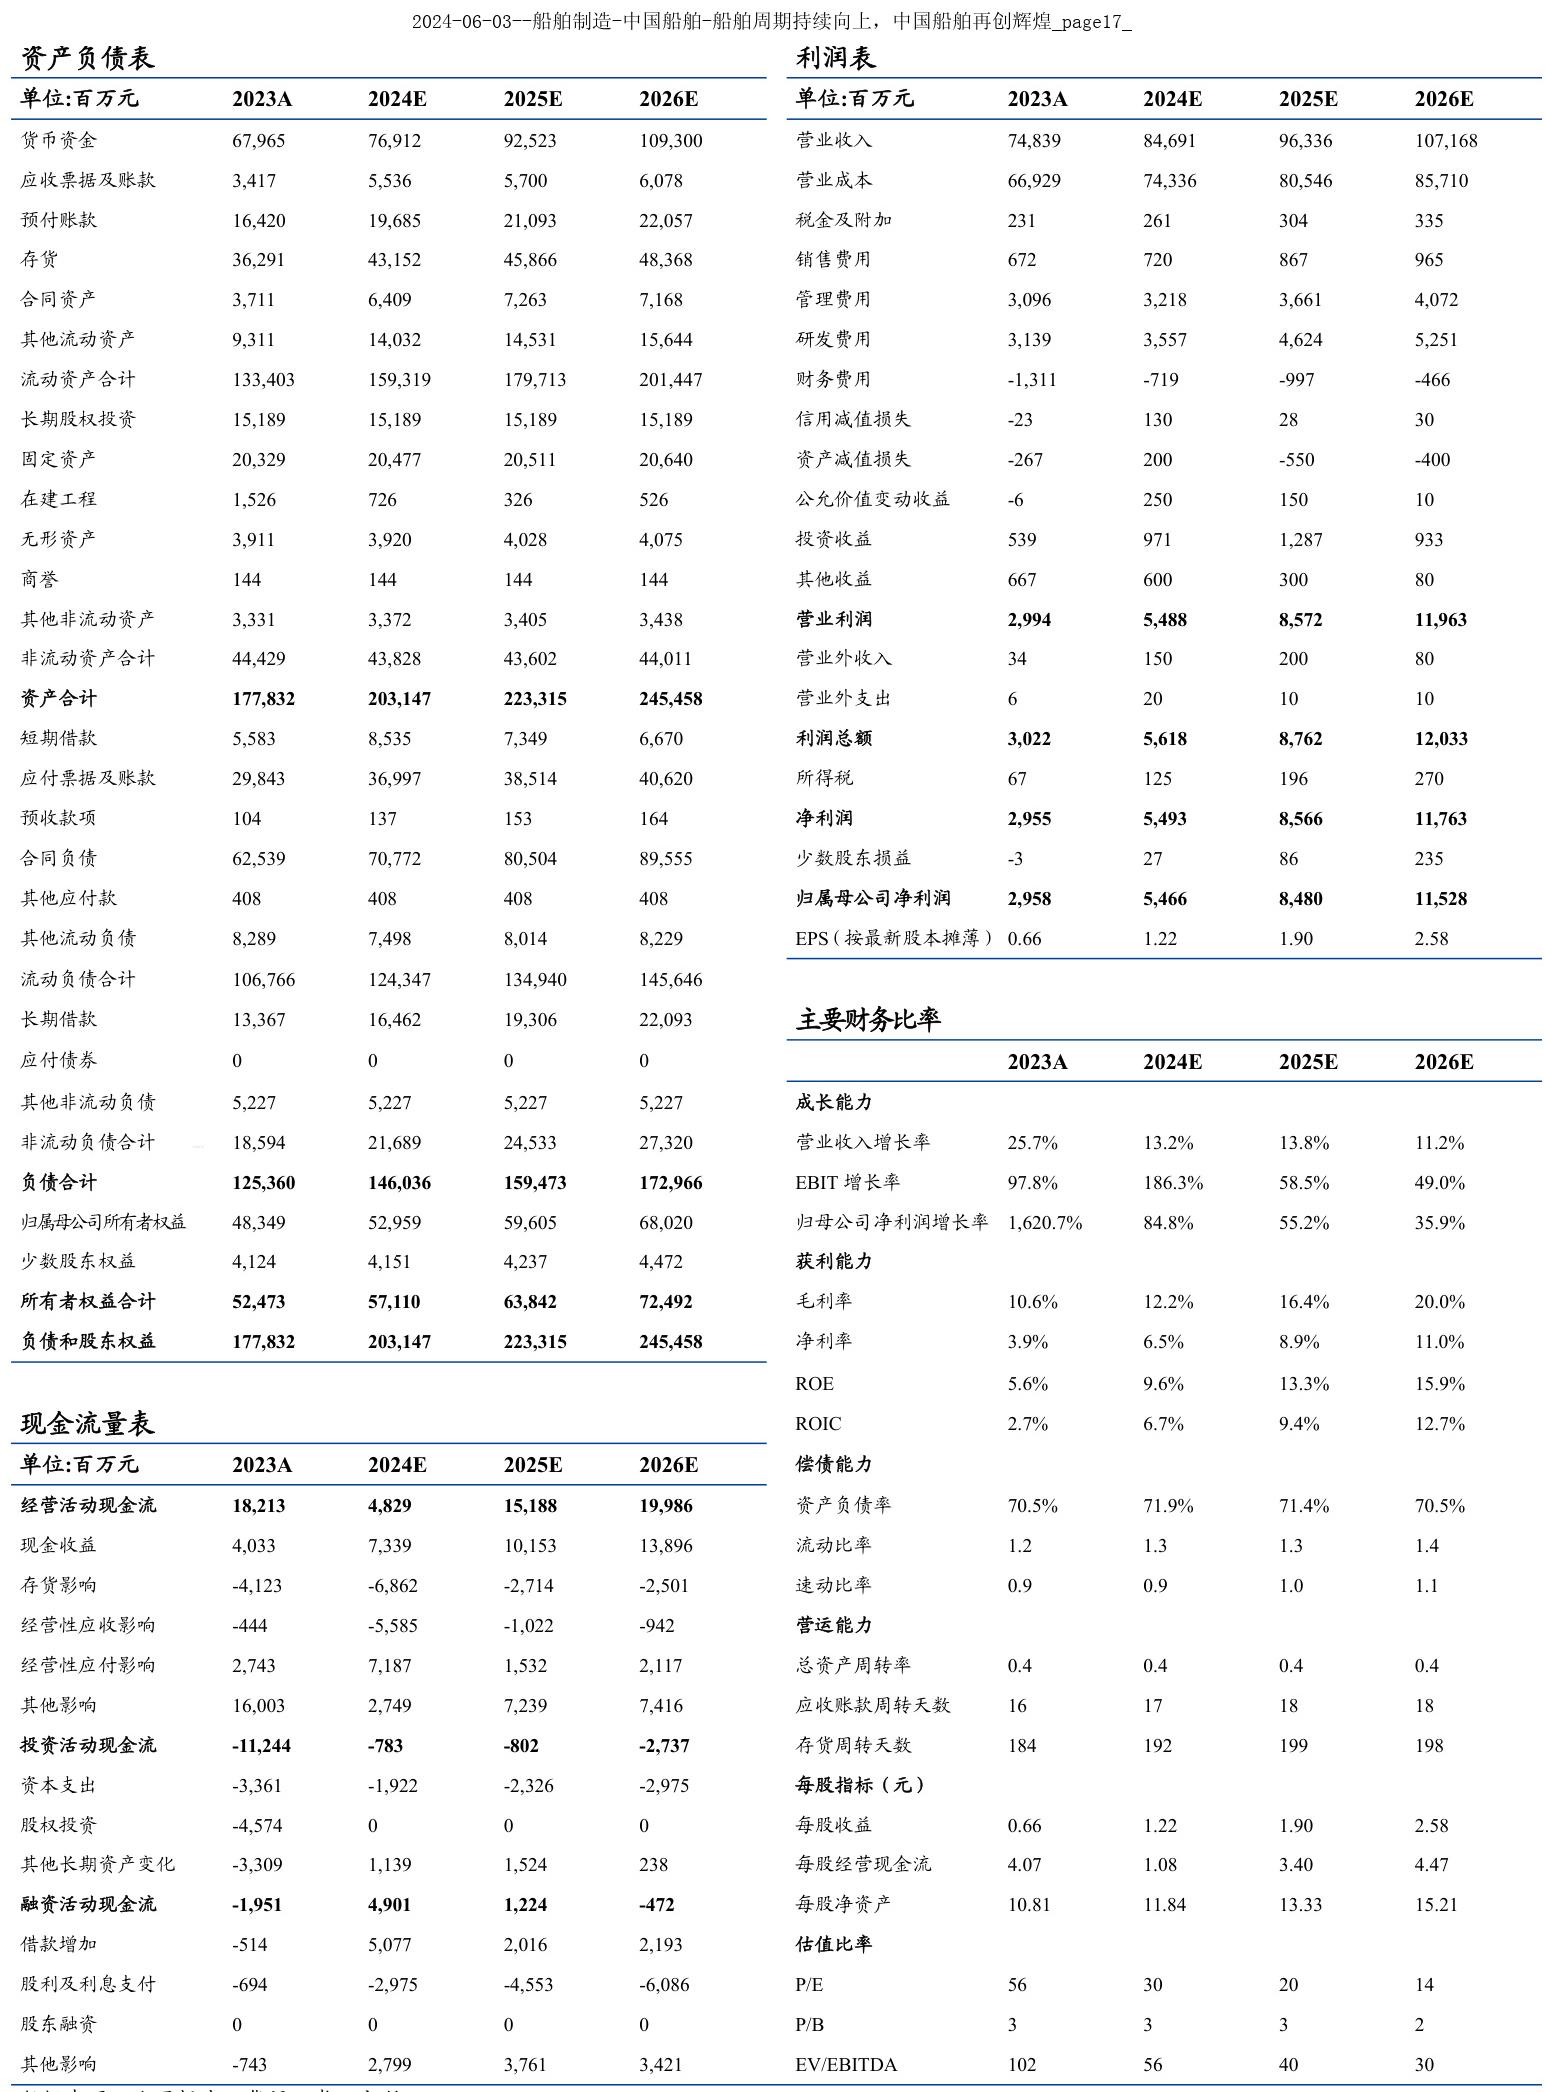 2024-06-03--船舶制造-中国船舶-船舶周期持续向上，中国船舶再创辉煌_page17_
资产负债表
单位:百万元 2023A 2024E 2025E 2026E
货币资金 67,965 76,912 92,523 109,300
应收票据及账款 3,417 5,536 5,700 6,078
预付账款 16,420 19,685 21,093 22,057
存货 36,291 43,152 45,866 48,368
合同资产 3,711 6,409 7,263 7,168
其他流动资产 9,311 14,032 14,531 15,644
流动资产合计 133,403 159,319 179,713 201,447
长期股权投资 15,189 15,189 15,189 15,189
固定资产 20,329 20,477 20,511 20,640
在建工程 1,526 726 326 526
无形资产 3,911 3,920 4,028 4,075
商誉 144 144 144 144
其他非流动资产 3,331 3,372 3,405 3,438
非流动资产合计 44,429 43,828 43,602 44,011
资产合计 177,832 203,147 223,315 245,458
短期借款 5,583 8,535 7,349 6,670
应付票据及账款 29,843 36,997 38,514 40,620
预收款项 104 137 153 164
合同负债 62,539 70,772 80,504 89,555
其他应付款 408 408 408 408
其他流动负债 8,289 7,498 8,014 8,229
流动负债合计 106,766 124,347 134,940 145,646
长期借款 13,367 16,462 19,306 22,093
应付债券 0 0 0 0
其他非流动负债 5,227 5,227 5,227 5,227
非流动负债合计 18,594 21,689 24,533 27,320
负债合计 125,360 146,036 159,473 172,966
归属母公司所有者权益 48,349 52,959 59,605 68,020
少数股东权益 4,124 4,151 4,237 4,472
所有者权益合计 52,473 57,110 63,842 72,492
负债和股东权益 177,832 203,147 223,315 245,458
现金流量表
单位:百万元 2023A 2024E 2025E 2026E
经营活动现金流 18,213 4,829 15,188 19,986
现金收益 4,033 7,339 10,153 13,896
存货影响 -4,123 -6,862 -2,714 -2,501
经营性应收影响 -444 -5,585 -1,022 -942
经营性应付影响 2,743 7,187 1,532 2,117
其他影响 16,003 2,749 7,239 7,416
投资活动现金流 -11,244 -783 -802 -2,737
资本支出 -3,361 -1,922 -2,326 -2,975
股权投资 -4,574 0 0 0
其他长期资产变化 -3,309 1,139 1,524 238
融资活动现金流 -1,951 4,901 1,224 -472
借款增加 -514 5,077 2,016 2,193
股利及利息支付 -694 -2,975 -4,553 -6,086
股东融资 0 0 0 0
其他影响 -743 2,799 3,761 3,421
利润表
单位:百万元 2023A 2024E 2025E 2026E
营业收入 74,839 84,691 96,336 107,168
营业成本 66,929 74,336 80,546 85,710
税金及附加 231 261 304 335
销售费用 672 720 867 965
管理费用 3,096 3,218 3,661 4,072
研发费用 3,139 3,557 4,624 5,251
财务费用 -1,311 -719 -997 -466
信用减值损失 -23 130 28 30
资产减值损失 -267 200 -550 -400
公允价值变动收益 -6 250 150 10
投资收益 539 971 1,287 933
其他收益 667 600 300 80
营业利润 2,994 5,488 8,572 11,963
营业外收入 34 150 200 80
营业外支出 6 20 10 10
利润总额 3,022 5,618 8,762 12,033
所得税 67 125 196 270
净利润 2,955 5,493 8,566 11,763
少数股东损益 -3 27 86 235
归属母公司净利润 2,958 5,466 8,480 11,528
EPS（按最新股本摊薄） 0.66 1.22 1.90 2.58
主要财务比率
2023A 2024E 2025E 2026E
成长能力
营业收入增长率 25.7% 13.2% 13.8% 11.2%
EBIT 增长率 97.8% 186.3% 58.5% 49.0%
归母公司净利润增长率 1,620.7% 84.8% 55.2% 35.9%
获利能力
毛利率 10.6% 12.2% 16.4% 20.0%
净利率 3.9% 6.5% 8.9% 11.0%
ROE 5.6% 9.6% 13.3% 15.9%
ROIC 2.7% 6.7% 9.4% 12.7%
偿债能力
资产负债率 70.5% 71.9% 71.4% 70.5%
流动比率 1.2 1.3 1.3 1.4
速动比率 0.9 0.9 1.0 1.1
营运能力
总资产周转率 0.4 0.4 0.4 0.4
应收账款周转天数 16 17 18 18
存货周转天数 184 192 199 198
每股指标（元）
每股收益 0.66 1.22 1.90 2.58
每股经营现金流 4.07 1.08 3.40 4.47
每股净资产 10.81 11.84 13.33 15.21
估值比率
P/E 56 30 20 14
P/B 3 3 3 2
EV/EBITDA 102 56 40 30